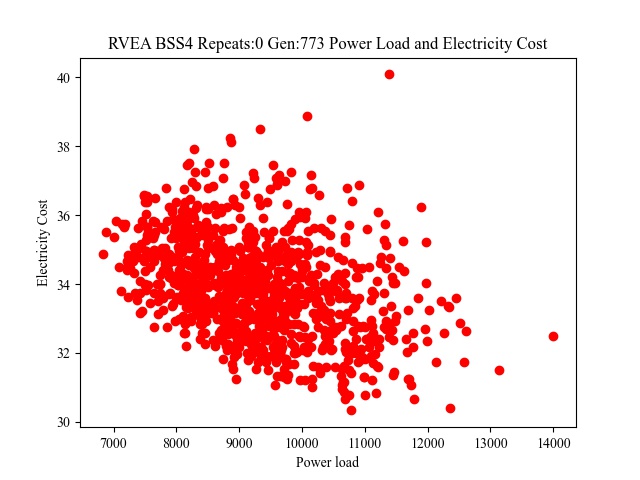 RVEA BSS4 Repeats:0 Gen:773 Power Load and Electricity Cost
40
38
36
34
32
30
Electricity Cost
7000 8000 9000 10000 11000 12000 13000 14000
Power load